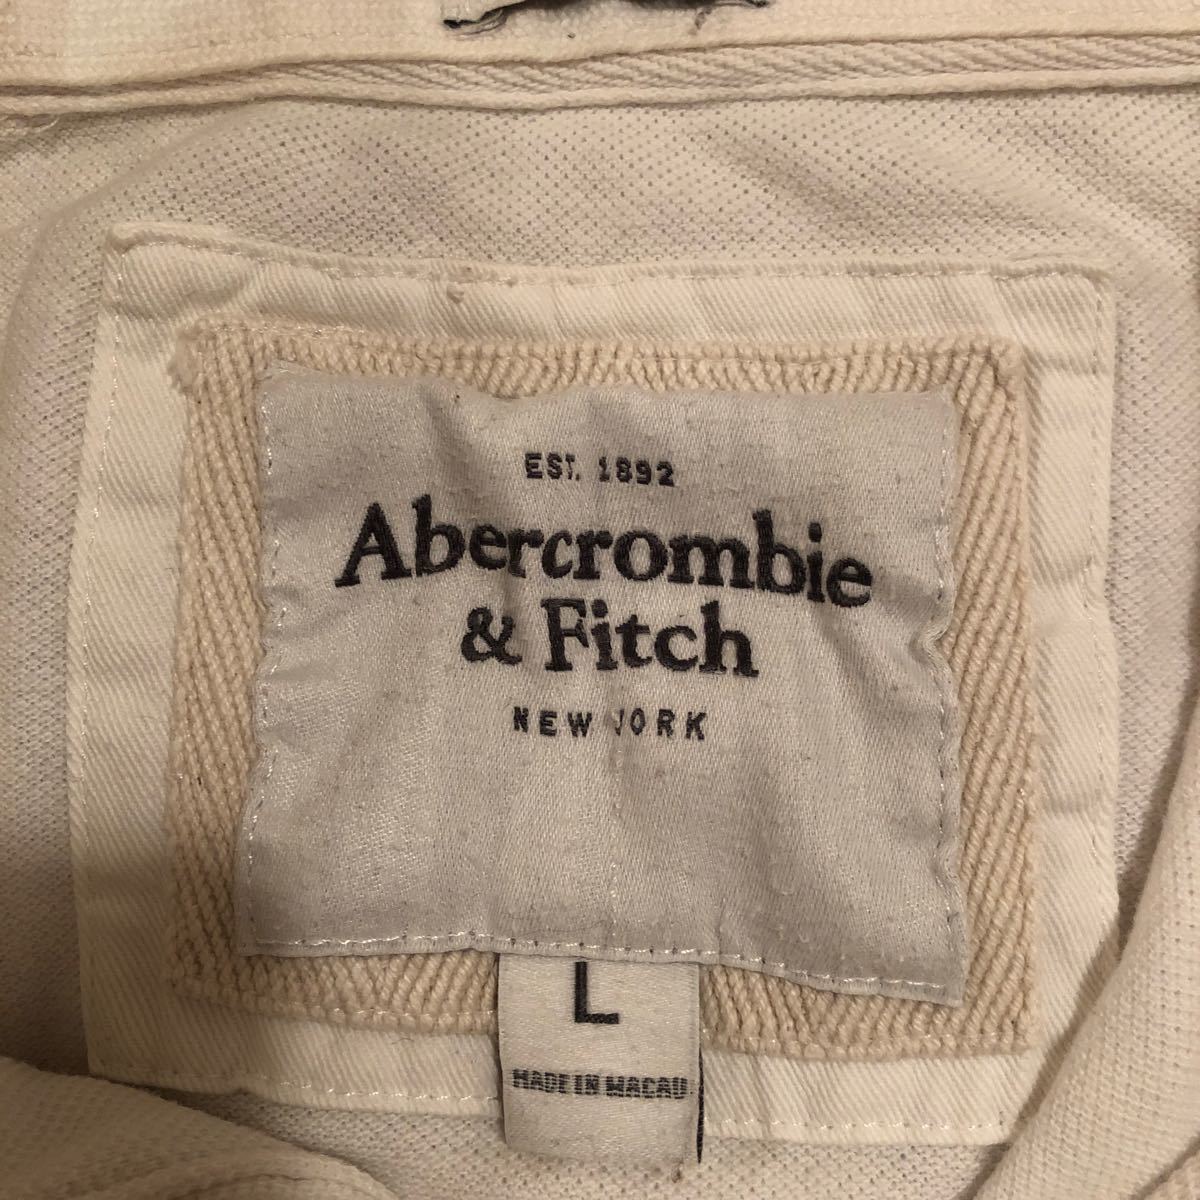 EST. 1892
Abercrombie
& Fitch
NEW YORK
L
MADE IN MACAU